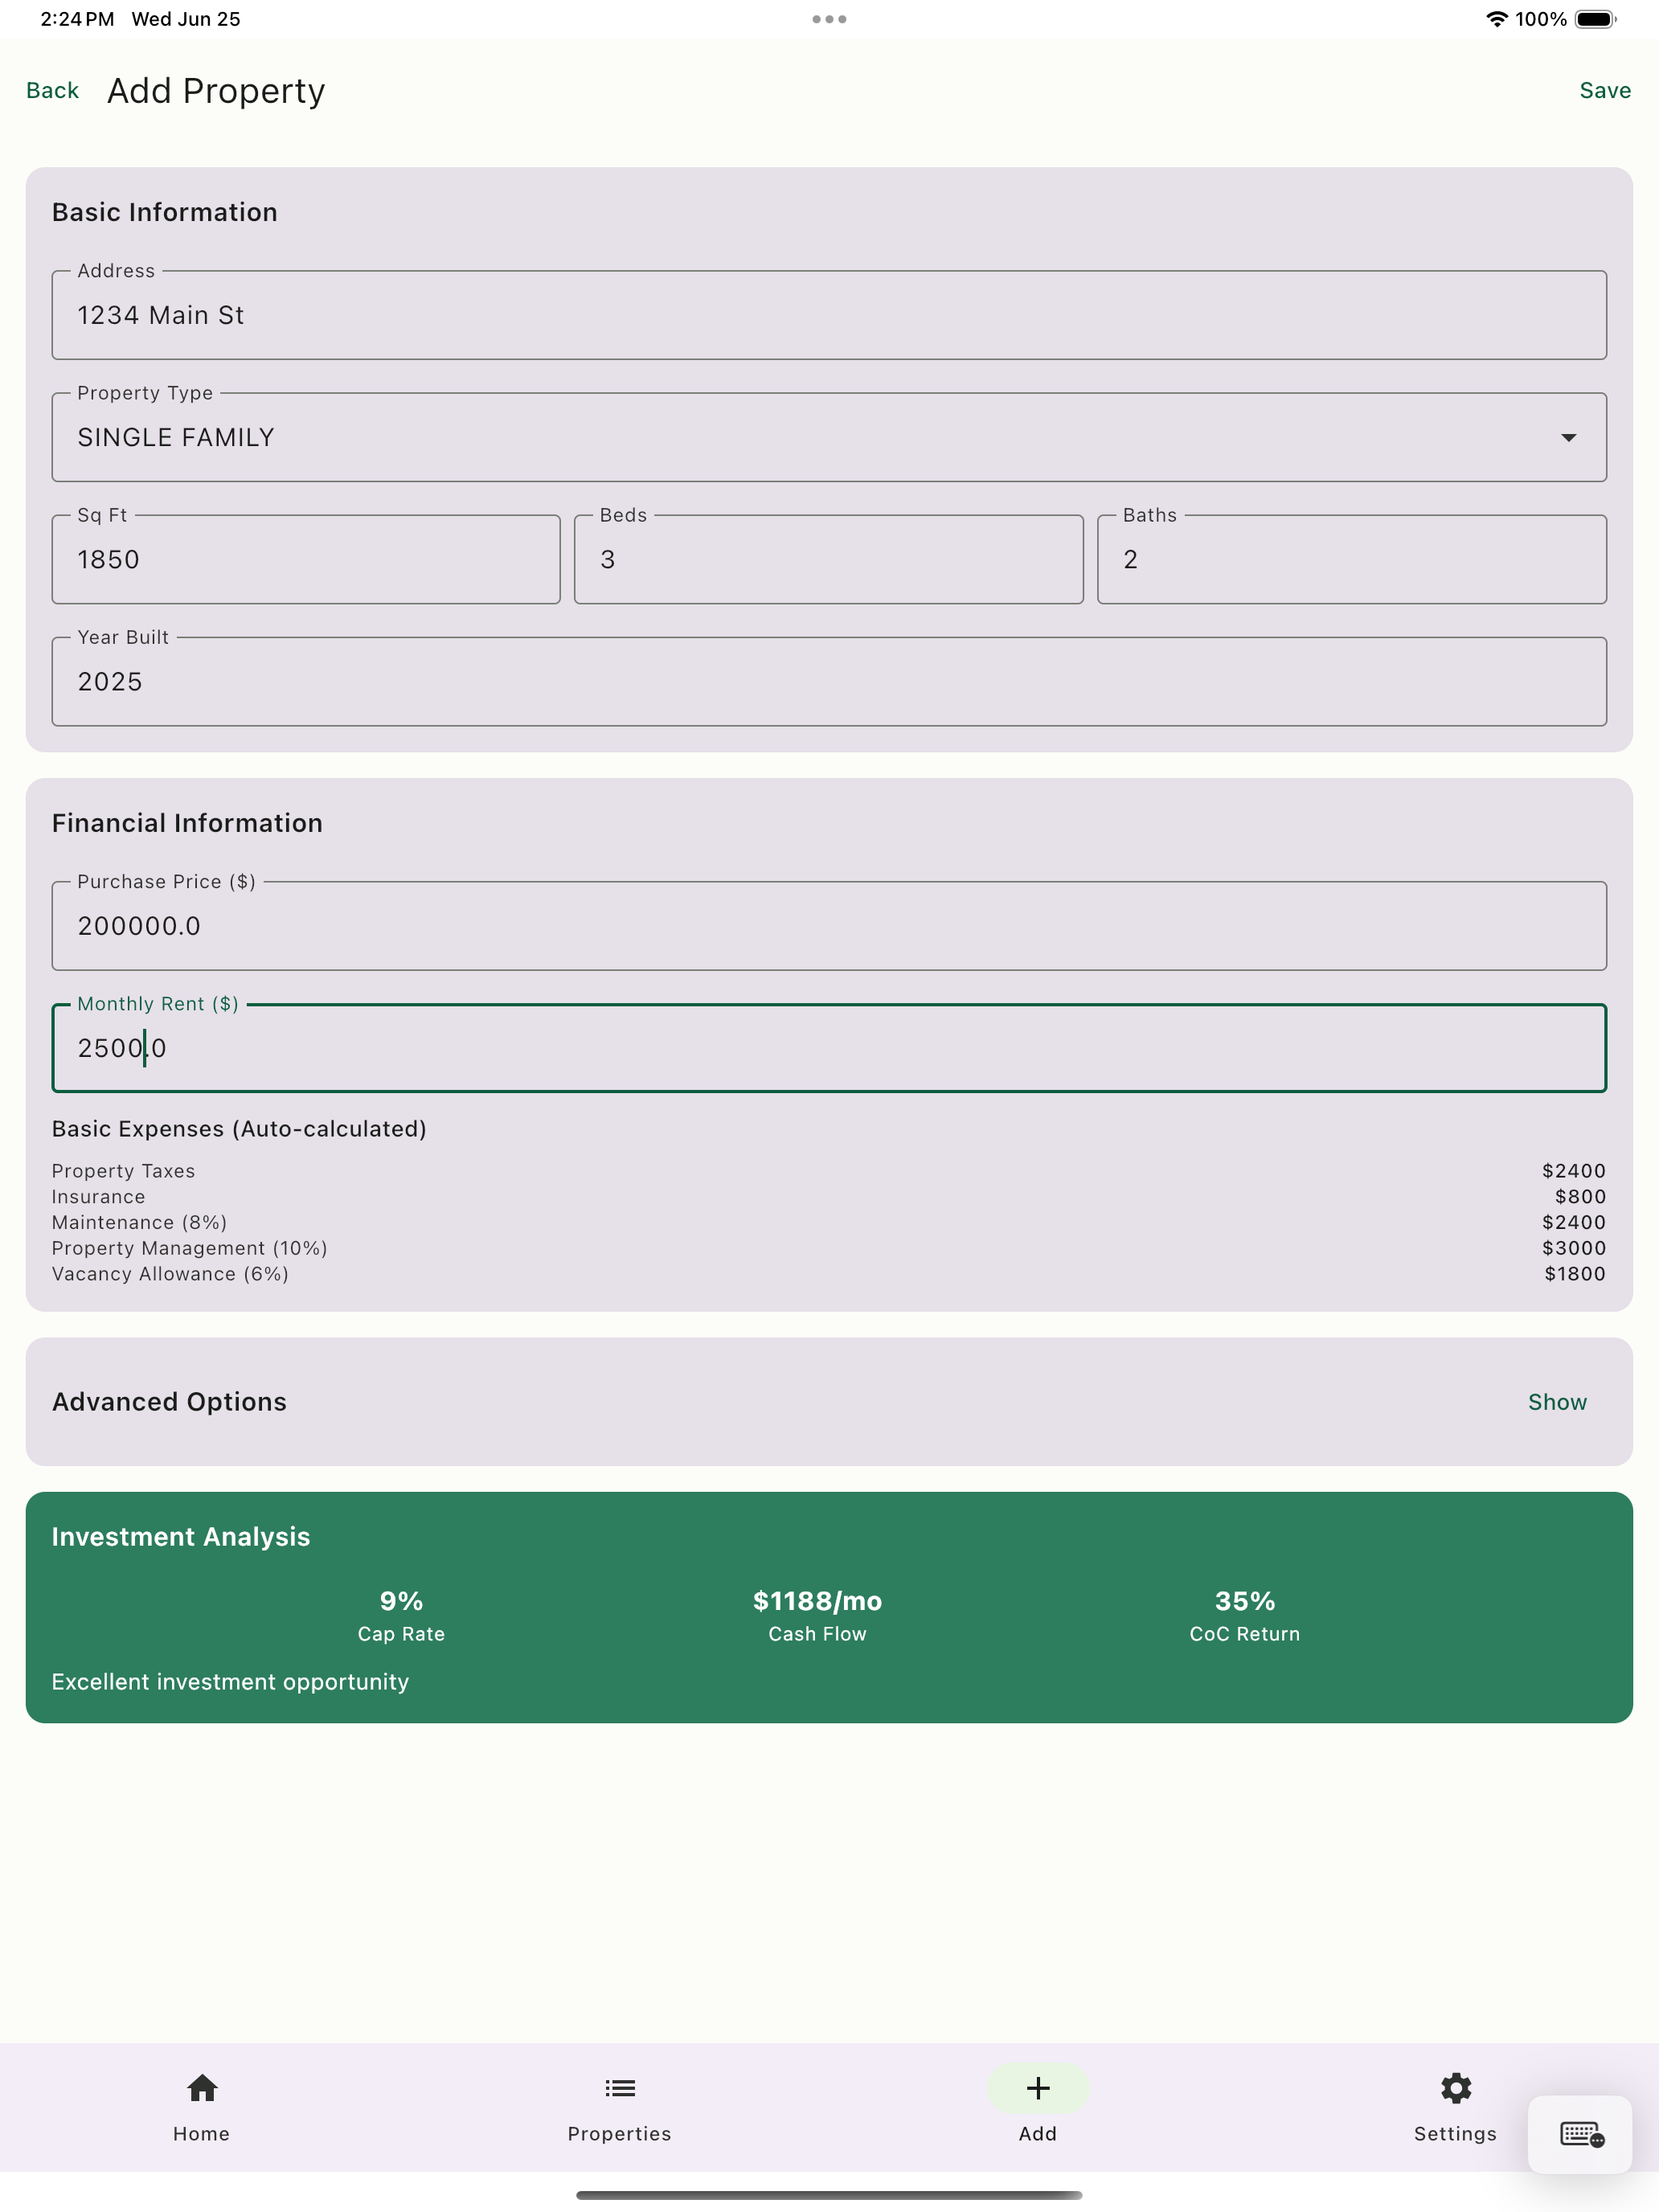 2:24 PM Wed Jun 25
100%
Back Add Property Save
Basic Information
Address
1234 Main St
Property Type
SINGLE FAMILY
Sq Ft Beds Baths
1850 3 2
Year Built
2025
Financial Information
Purchase Price ($)
200000.0
Monthly Rent ($)
2500.0
Basic Expenses (Auto-calculated)
Property Taxes $2400
Insurance $800
Maintenance (8%) $2400
Property Management (10%) $3000
Vacancy Allowance (6%) $1800
Advanced Options Show
Investment Analysis
9% $1188/mo 35%
Cap Rate Cash Flow CoC Return
Excellent investment opportunity
Home Properties Add Settings